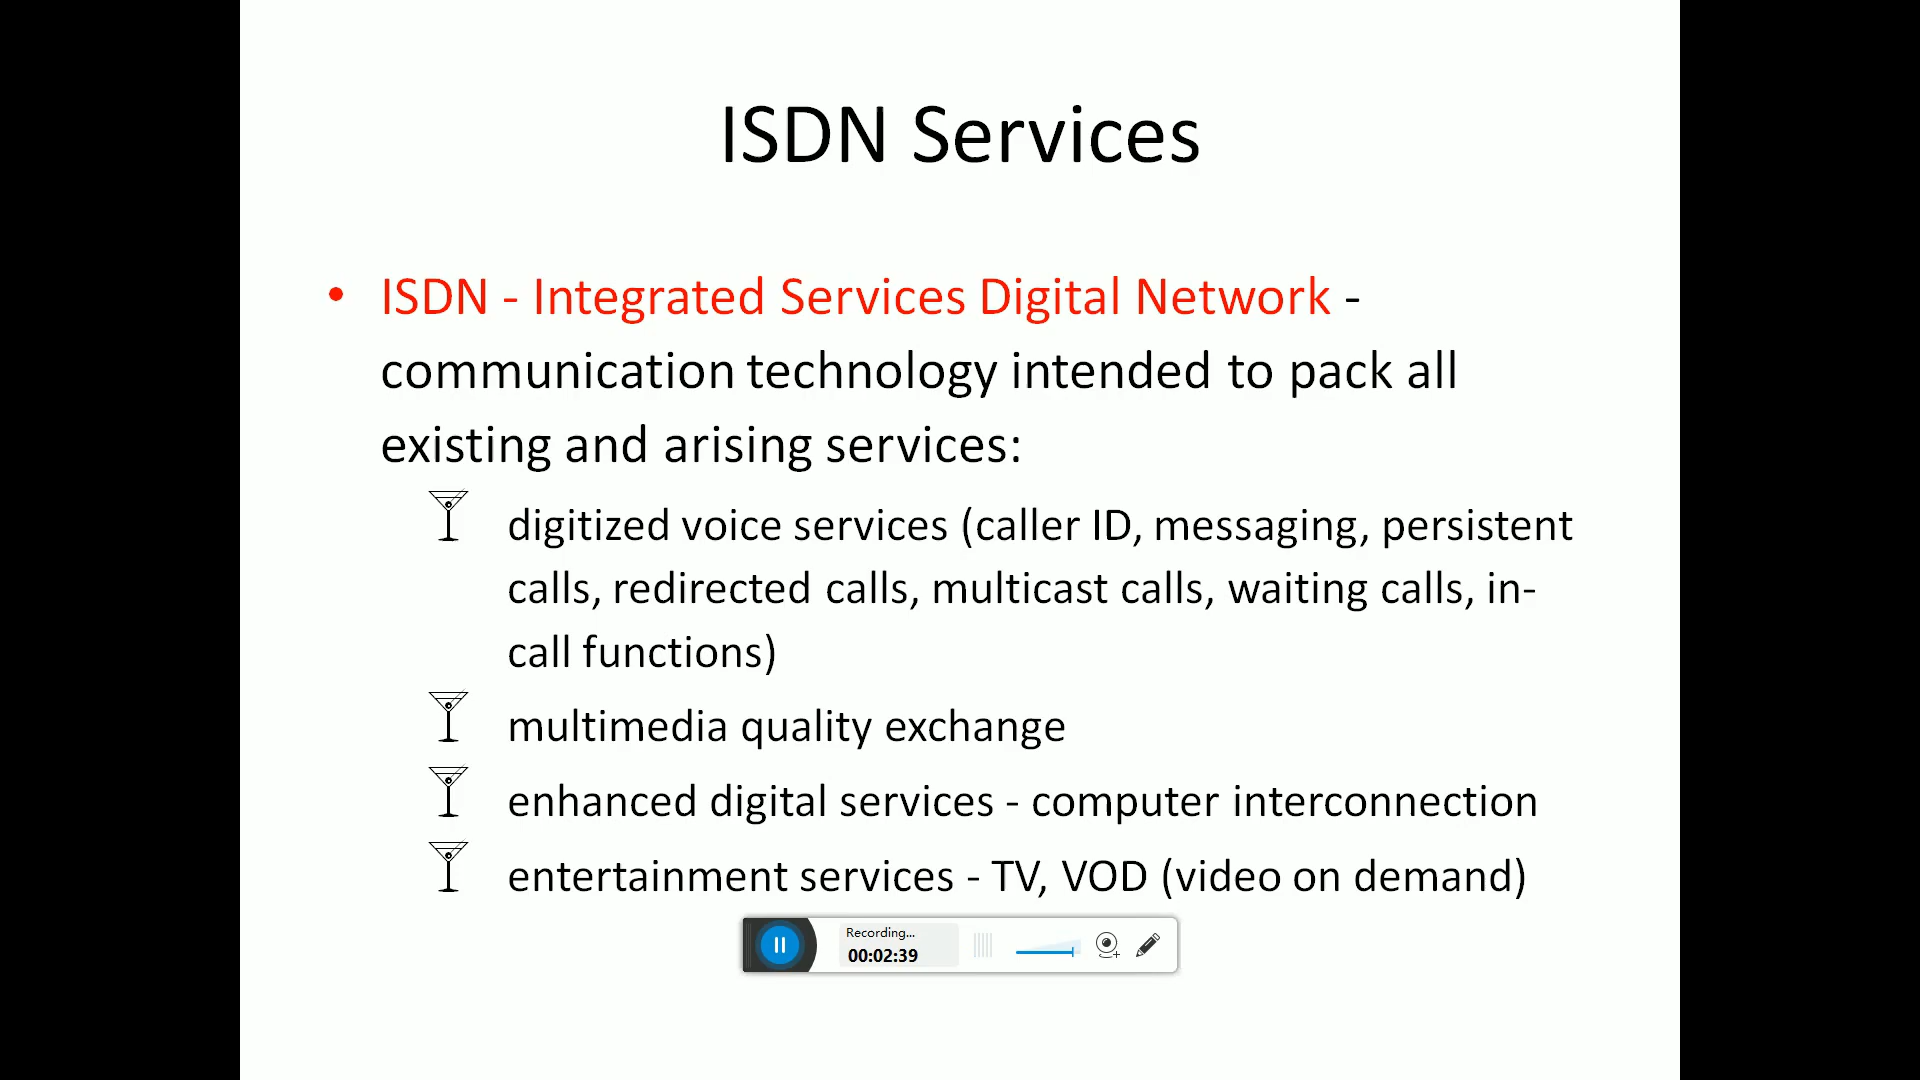 ISDN Services
• ISDN - Integrated Services Digital Network -
communication technology intended to pack all
existing and arising services:
digitized voice services (caller ID, messaging, persistent
calls, redirected calls, multicast calls, waiting calls, in-
call functions)
multimedia quality exchange
enhanced digital services - computer interconnection
entertainment services - TV, VOD (video on demand)
Recording...
00:02:39